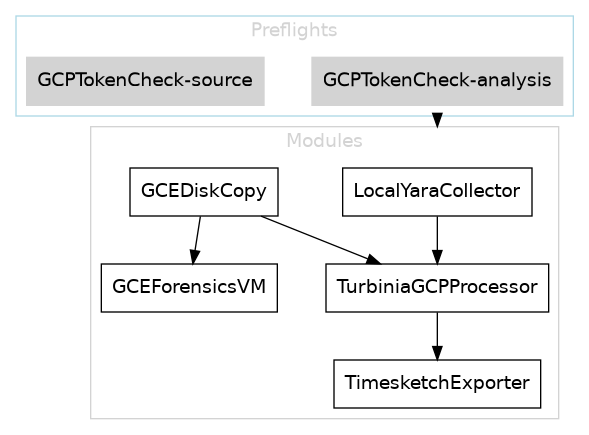 Preflights
GCPTokenCheck-source
GCPTokenCheck-analysis
Modules
GCEDiskCopy
LocalYaraCollector
GCEForensicsVM
TurbiniaGCPProcessor
TimesketchExporter